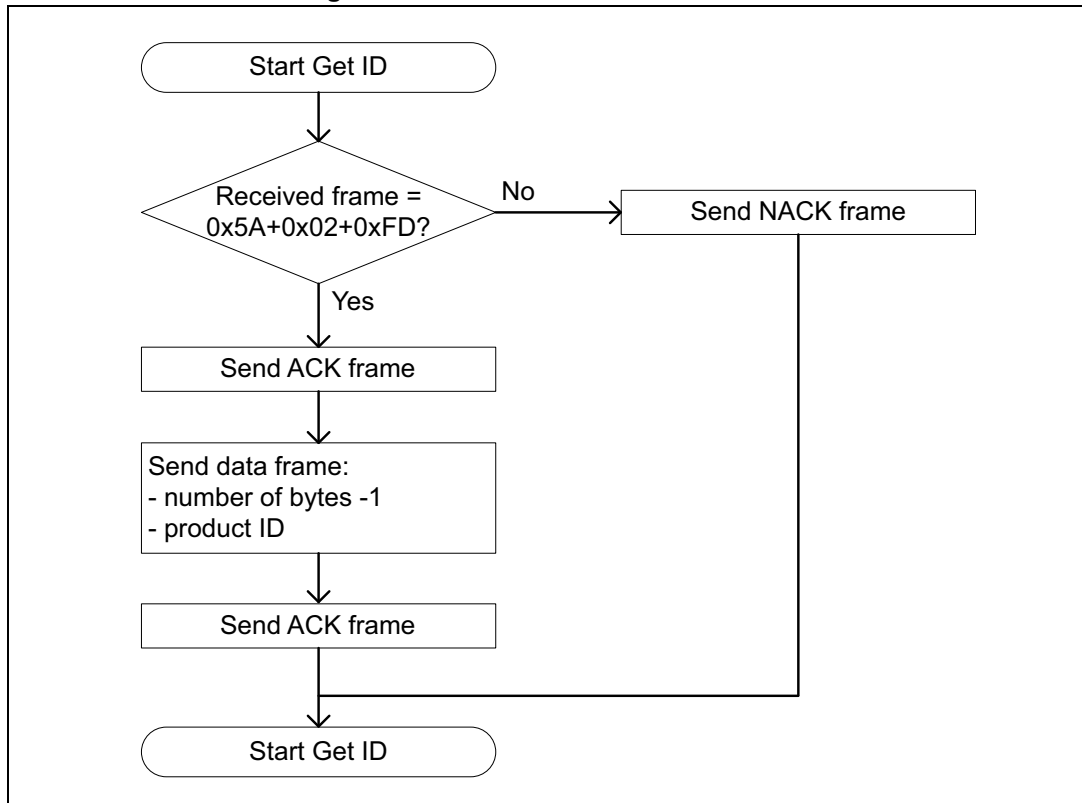 Start Get ID
Received frame =
0x5A+0x02+0xFD?
No
Send NACK frame
Yes
Send ACK frame
Send data frame:
- number of bytes -1
- product ID
Send ACK frame
Start Get ID